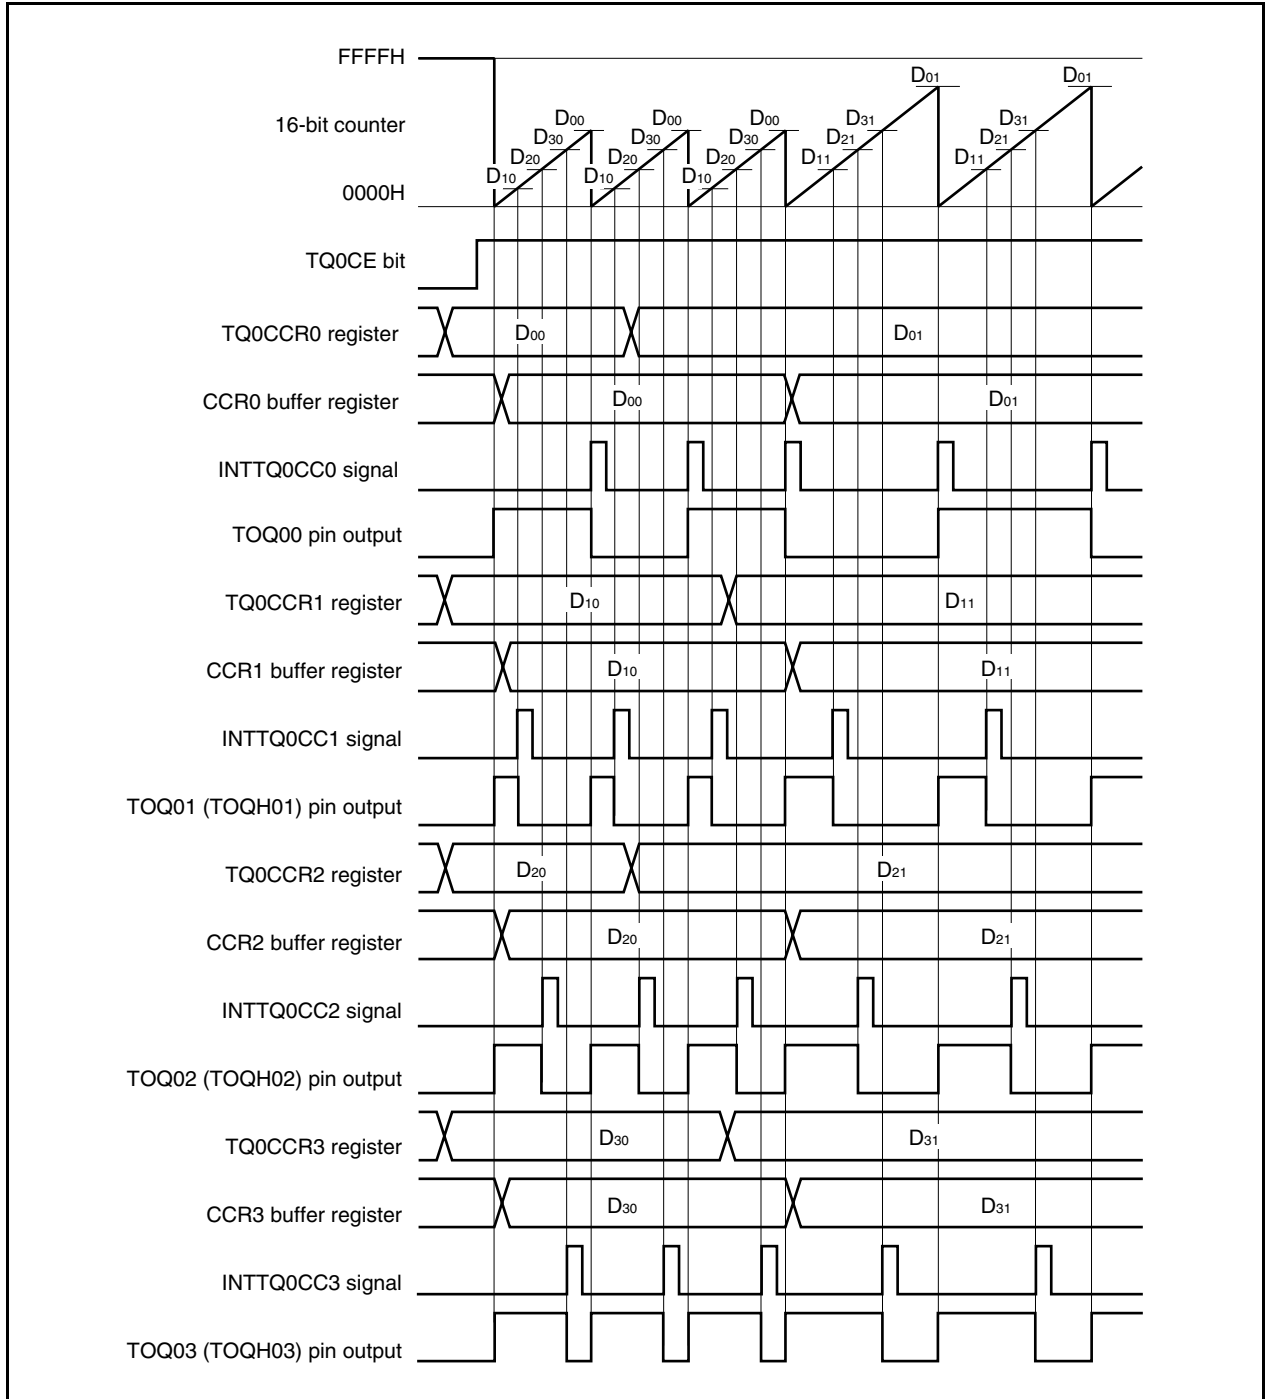 FFFFH
D01 D01
16-bit counter
D00 D00 D00 D31 D31
D30 D30 D30 D21 D21
D20 D20 D20 D11 D11
D10 D10 D10
0000H
TQ0CE bit
TQ0CCR0 register D00 D01
CCR0 buffer register D00 D01
INTTQ0CC0 signal
TOQ00 pin output
TQ0CCR1 register D10 D11
CCR1 buffer register D10 D11
INTTQ0CC1 signal
TOQ01 (TOQH01) pin output
TQ0CCR2 register D20 D21
CCR2 buffer register D20 D21
INTTQ0CC2 signal
TOQ02 (TOQH02) pin output
TQ0CCR3 register D30 D31
CCR3 buffer register D30 D31
INTTQ0CC3 signal
TOQ03 (TOQH03) pin output